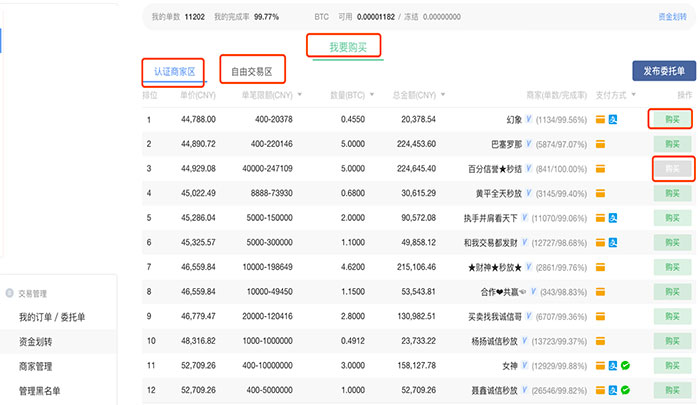 我的单数 11202 我的完成率 99.77% BTC 可用 0.00001182 / 冻结 0.00000000 资金划转
我要购买
认证商家区 自由交易区 发布委托单
排位 单价(CNY) 单笔限额(CNY) 数量(BTC) 总金额(CNY) 商家(单数/完成率) 支付方式 操作
1 44,788.00 400-20378 0.4550 20,378.54 幻象 V (1134/99.56%) 购买
2 44,890.72 400-220146 5.0000 224,453.60 巴塞罗那 V (5874/97.07%) 购买
3 44,929.08 40000-247109 5.0000 224,645.40 百分信誉★秒结 V (841/100.00%) 购买
4 45,022.49 8888-73930 0.6800 30,615.29 黄平全天秒放 V (3145/99.40%) 购买
5 45,286.04 5000-150000 2.0000 90,572.08 执手并肩看天下 V (11070/99.06%) 购买
6 45,325.57 5000-300000 1.1000 49,858.12 和我交易都发财 V (12727/98.68%) 购买
7 46,559.84 10000-198649 4.6200 215,106.46 ★财神★秒放★ V (2861/99.76%) 购买
8 46,559.84 10000-49450 1.1500 53,543.81 合作❤共赢☜ V (343/98.83%) 购买
交易管理
9 46,779.47 20000-120416 2.8000 130,982.51 买卖找我诚信哥 V (6707/99.36%) 购买
我的订单 / 委托单
10 48,316.82 1000-1000000 0.4912 23,733.22 杨扬诚信秒放 V (13723/99.37%) 购买
资金划转
11 52,709.26 400-10000000 3.0000 158,127.78 女神 V (12929/99.88%) 购买
商家管理
12 52,709.26 400-5000000 1.0000 52,709.26 聂鑫诚信秒放 V (26546/99.82%) 购买
管理黑名单